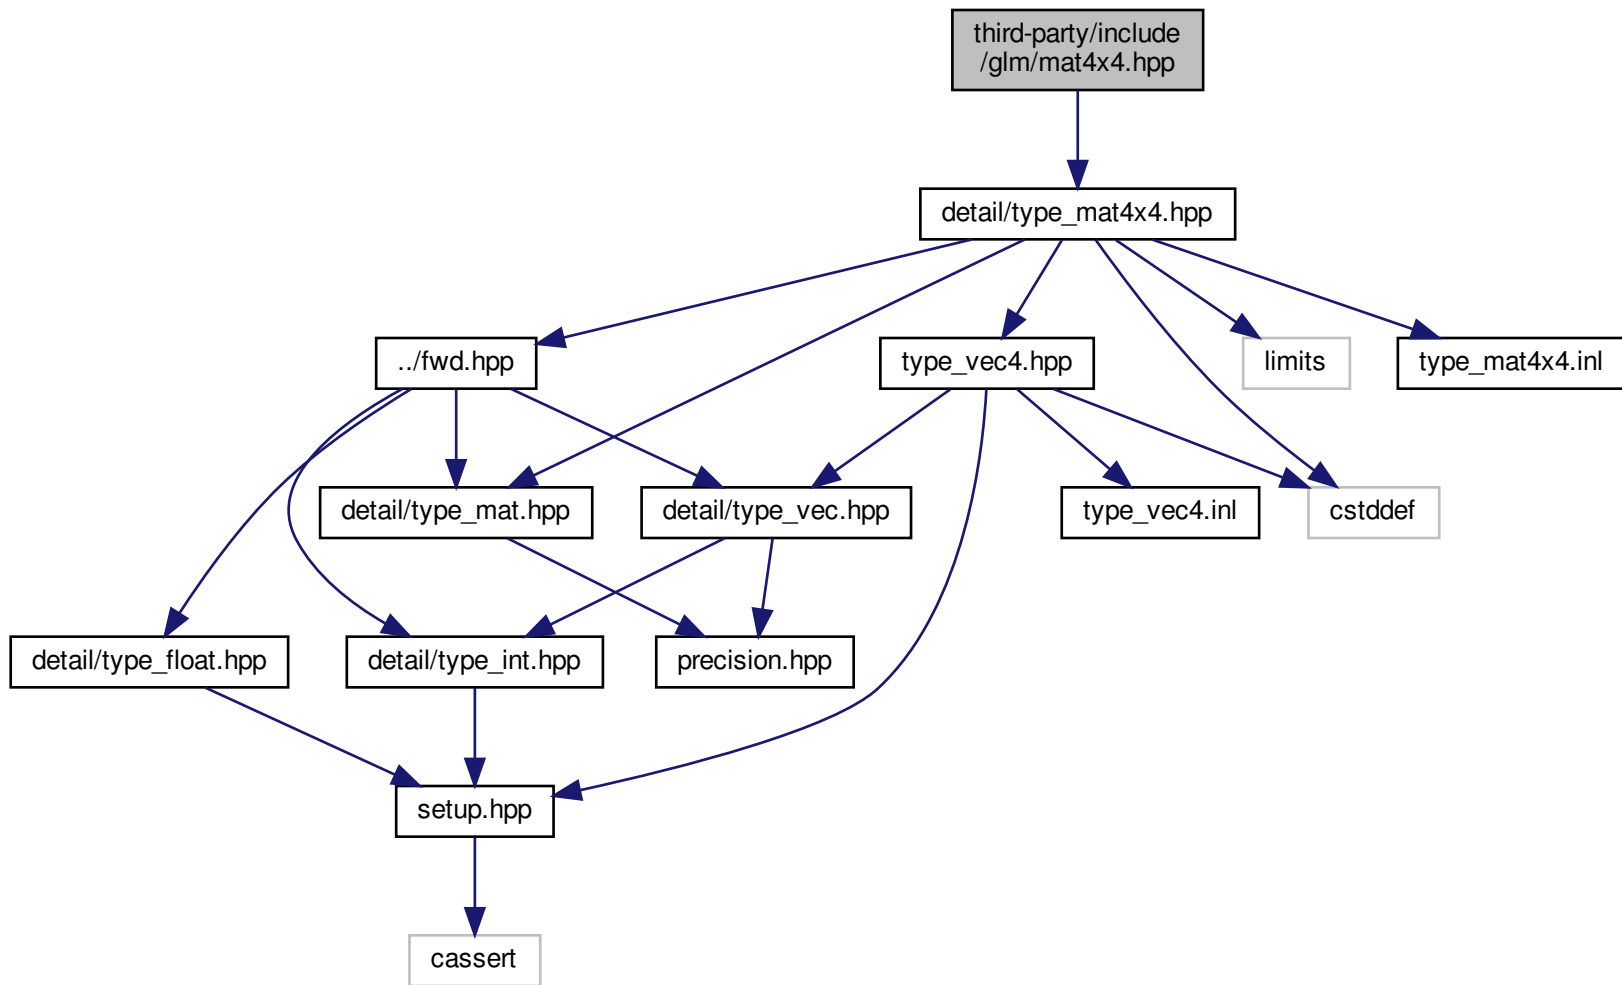 third-party/include
/glm/mat4x4.hpp
detail/type_mat4x4.hpp
../fwd.hpp
type_vec4.hpp
limits
type_mat4x4.inl
detail/type_mat.hpp
detail/type_vec.hpp
type_vec4.inl
cstddef
detail/type_float.hpp
detail/type_int.hpp
precision.hpp
setup.hpp
cassert